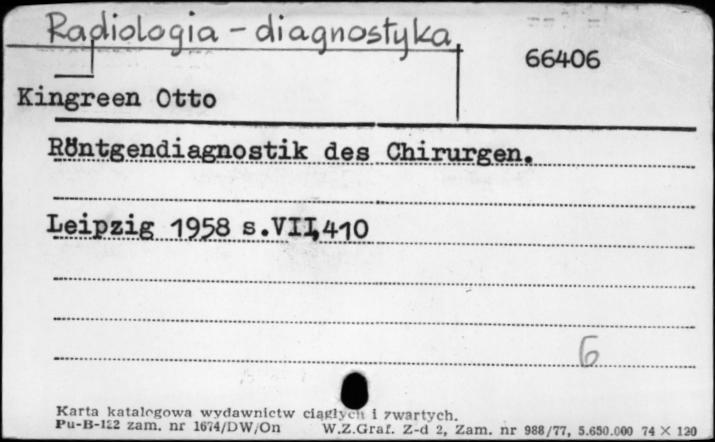 Radiologia - diagnostyka
66406
Kingreen Otto
Röntgendiagnostik des Chirurgen.
Leipzig 1958 s.VII,410
6
Karta katalogowa wydawnictw ciągłych i zwartych.
Pu-B-122 zam. nr 1674/DW/On W.Z.Graf. Z-d 2, Zam. nr 988/77, 5.650.000 74 X 120